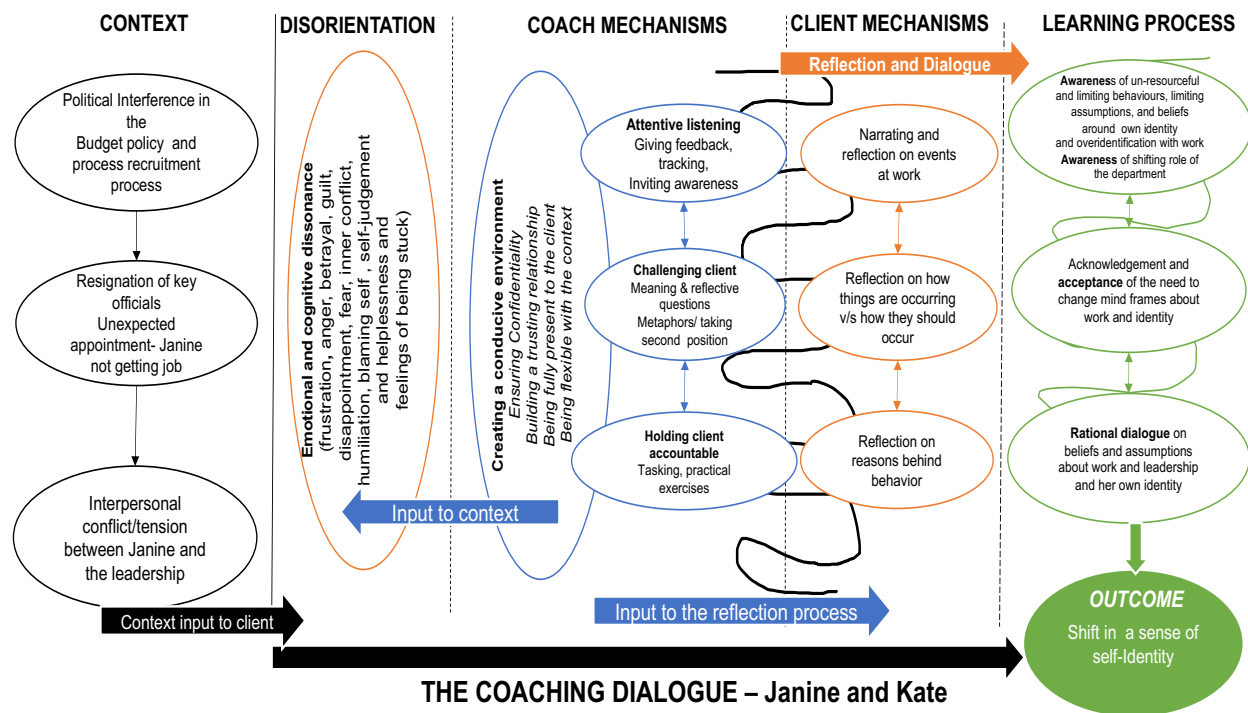 CONTEXT
DISORIENTATION
COACH MECHANISMS
CLIENT MECHANISMS
LEARNING PROCESS
Reflection and Dialogue
Political Interference in
the
Budget policy and
process recruitment
process
Resignation of key
officials
Unexpected
appointment- Janine
not getting job
Interpersonal
conflict/tension
between Janine and
the leadership
Context input to client
Emotional and cognitive dissonance
(frustration, anger, betrayal, guilt,
disappointment, fear, inner conflict,
humiliation, blaming self , self-judgement
and helplessness and
feelings of being stuck)
Input to context
Creating a conducive environment
Ensuring Confidentiality
Building a trusting relationship
Being fully present to the client
Being flexible with the context
Attentive listening
Giving feedback,
tracking,
Inviting awareness
Challenging client
Meaning & reflective
questions
Metaphors/ taking
second position
Holding client
accountable
Tasking, practical
exercises
Input to the reflection process
Narrating and
reflection on events
at work
Reflection on how
things are occurring
v/s how they should
occur
Reflection on
reasons behind
behavior
Awareness of un-resourceful
and limiting behaviours, limiting
assumptions, and beliefs
around own identity
and overidentification with work
Awareness of shifting role of
the department
Acknowledgement and
acceptance of the need to
change mind frames about
work and identity
Rational dialogue on
beliefs and assumptions
about work and leadership
and her own identity
OUTCOME
Shift in a sense of
self-Identity
THE COACHING DIALOGUE – Janine and Kate